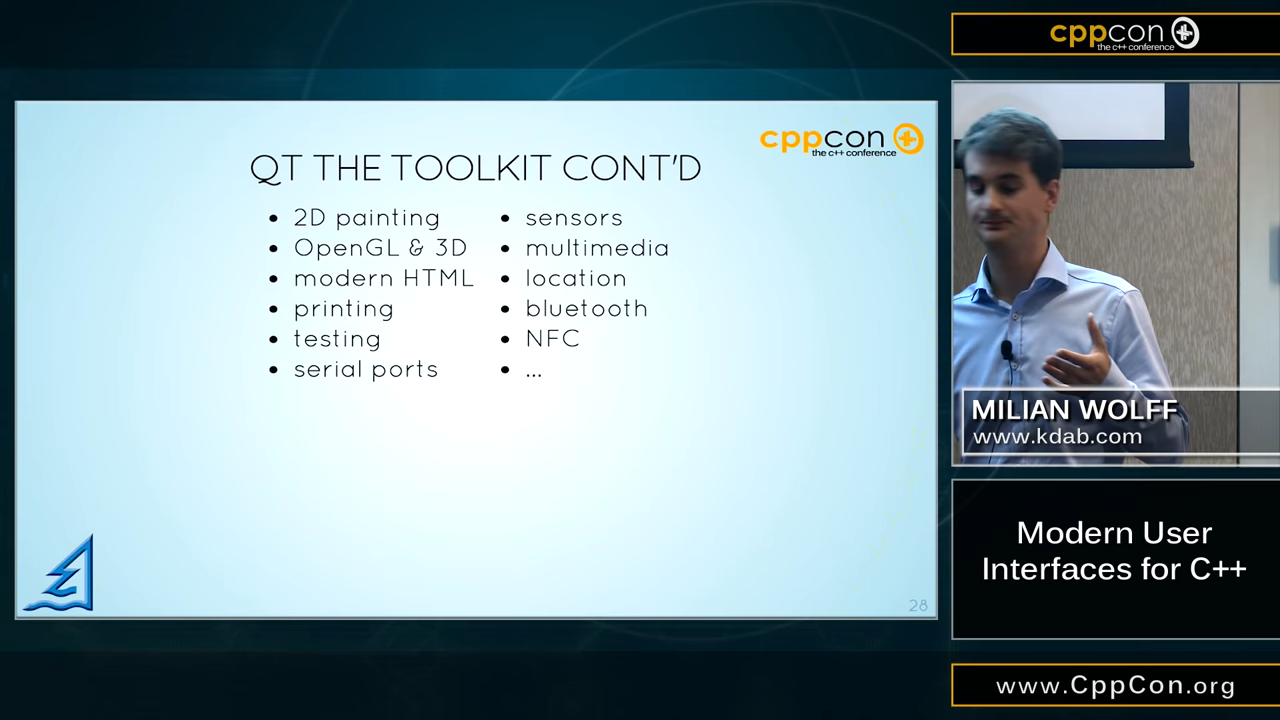 cppcon
the c++ conference
cppcon
the c++ conference
QT THE TOOLKIT CONT'D
2D painting
OpenGL & 3D
modern HTML
printing
testing
serial ports
sensors
multimedia
location
bluetooth
NFC
...
28
MILIAN WOLFF
www.kdab.com
Modern User
Interfaces for C++
www.CppCon.org